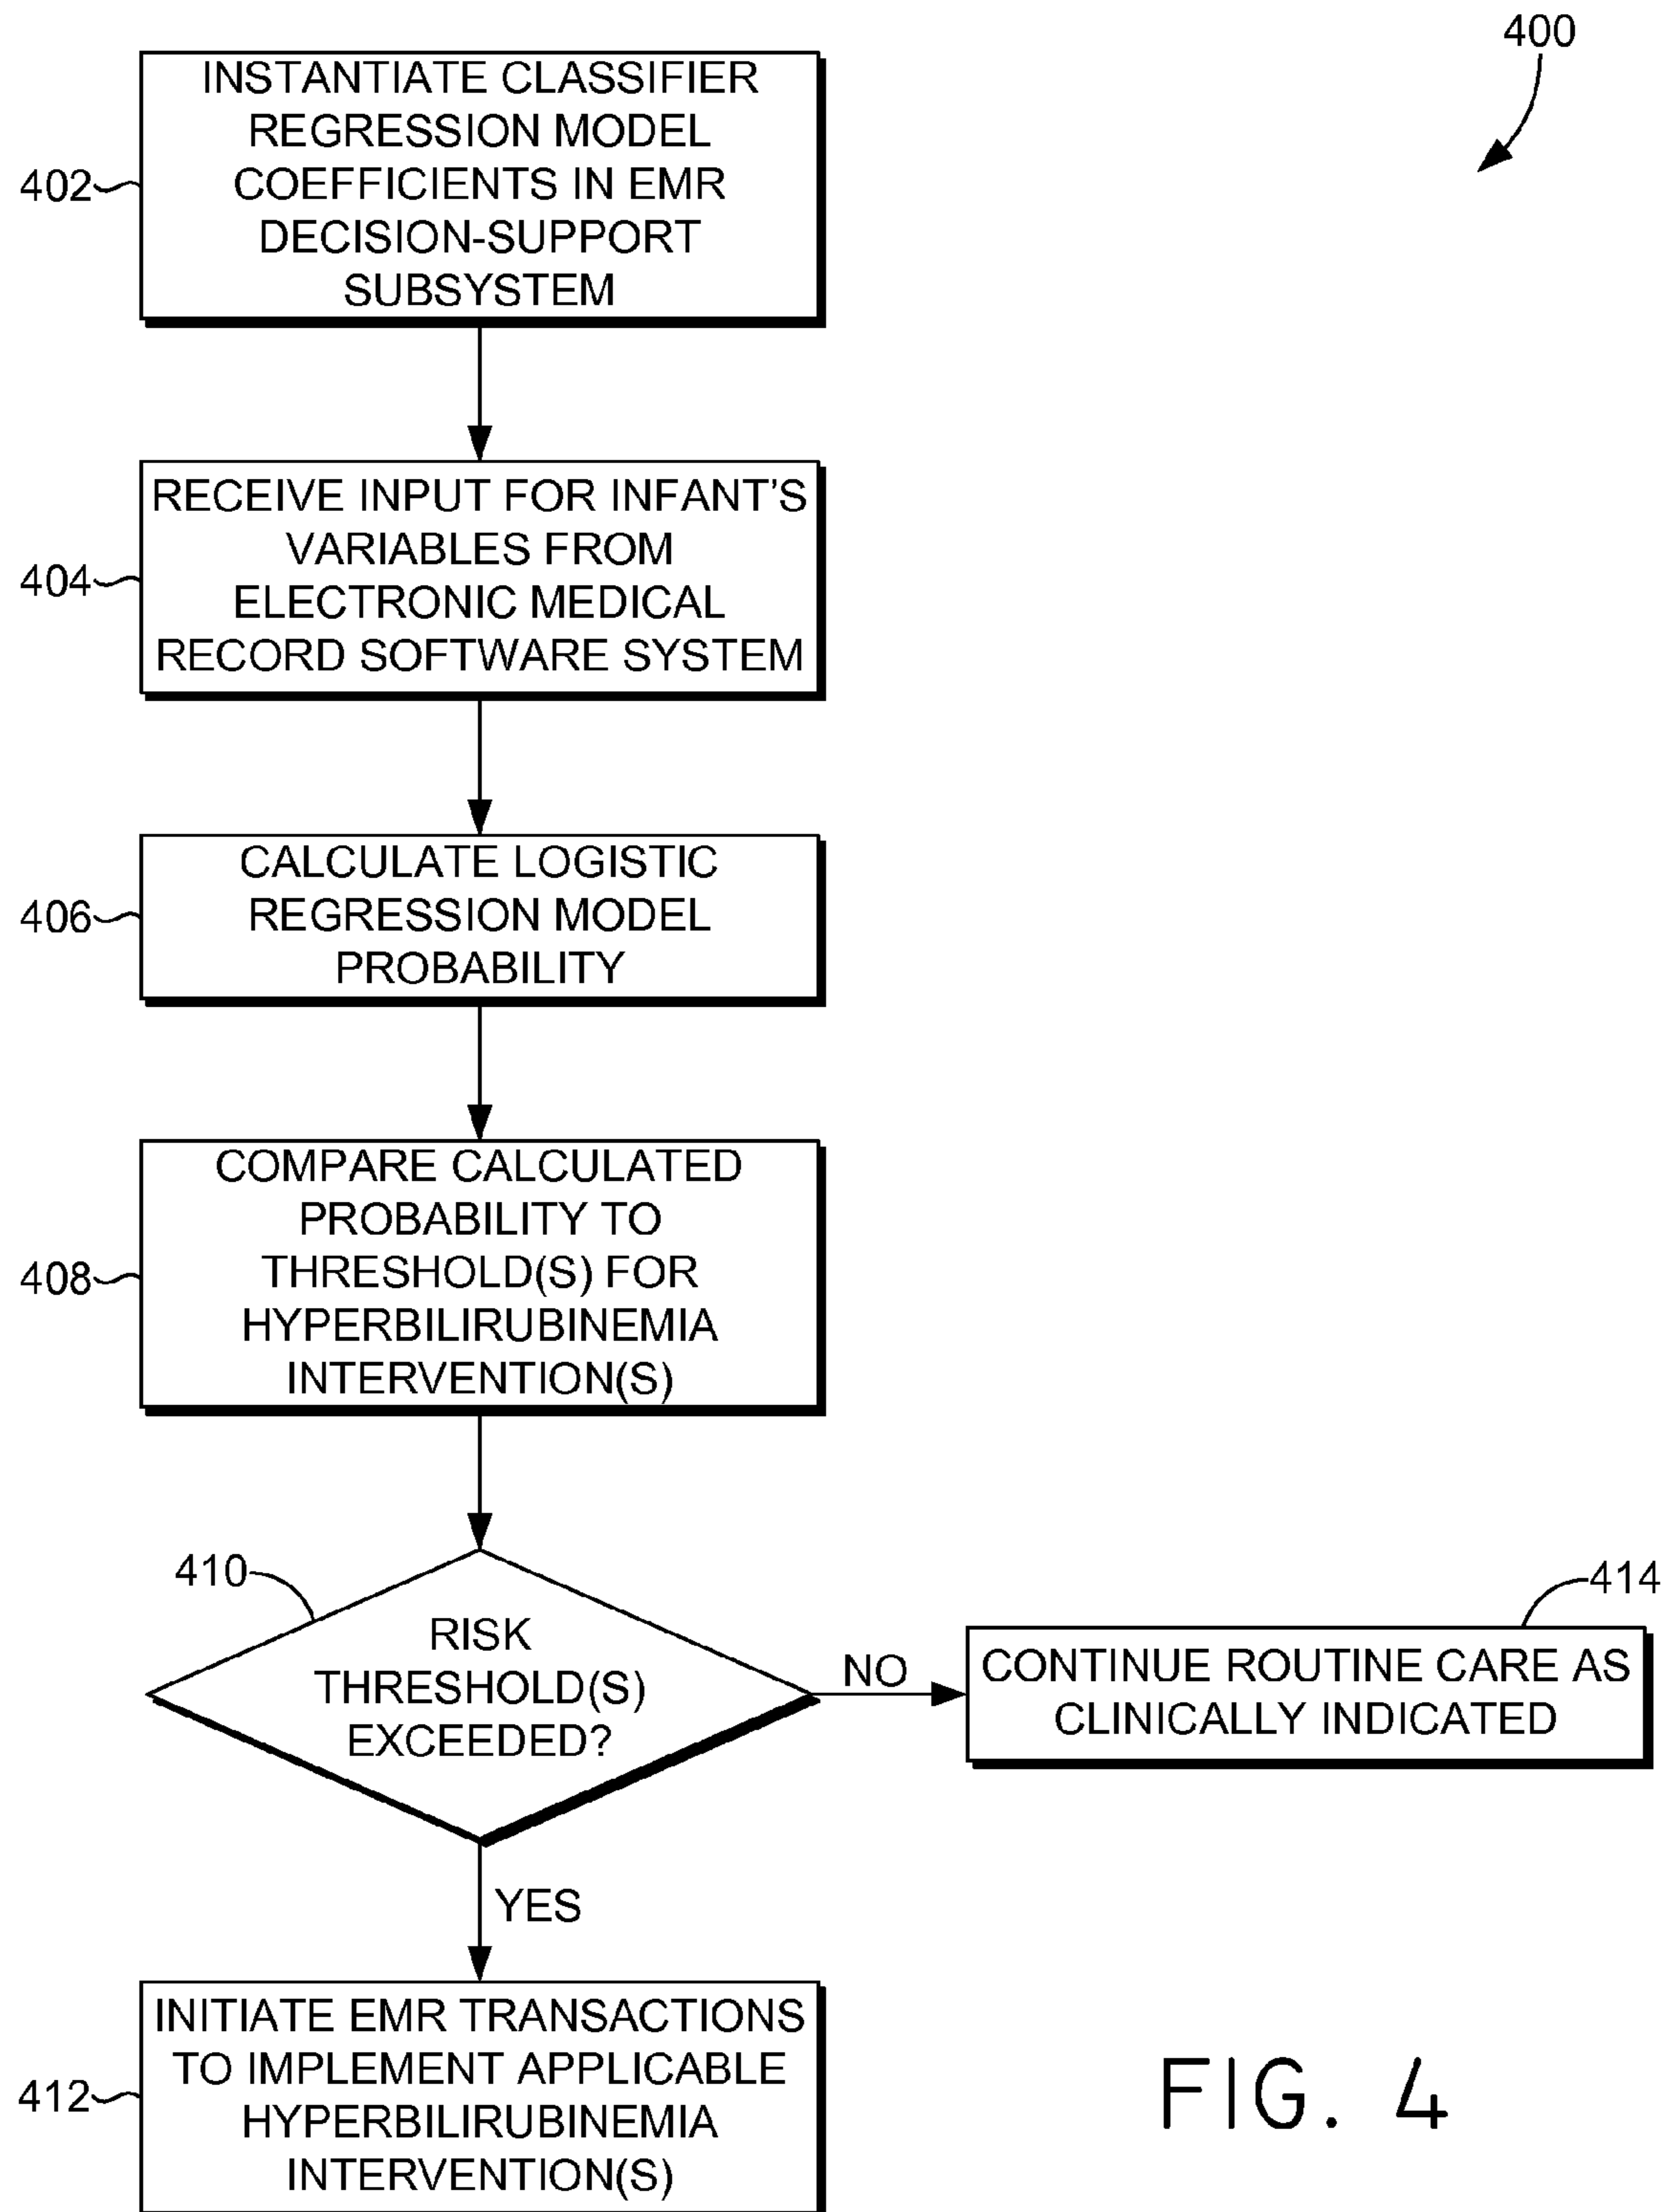 400
INSTANTIATE CLASSIFIER
REGRESSION MODEL
COEFFICIENTS IN EMR
DECISION-SUPPORT
SUBSYSTEM
402
RECEIVE INPUT FOR INFANT'S
VARIABLES FROM
ELECTRONIC MEDICAL
RECORD SOFTWARE SYSTEM
404
CALCULATE LOGISTIC
REGRESSION MODEL
PROBABILITY
406
COMPARE CALCULATED
PROBABILITY TO
THRESHOLD(S) FOR
HYPERBILIRUBINEMIA
INTERVENTION(S)
408
410
RISK
THRESHOLD(S)
EXCEEDED?
NO
414
CONTINUE ROUTINE CARE AS
CLINICALLY INDICATED
YES
INITIATE EMR TRANSACTIONS
TO IMPLEMENT APPLICABLE
HYPERBILIRUBINEMIA
INTERVENTION(S)
412
FIG. 4